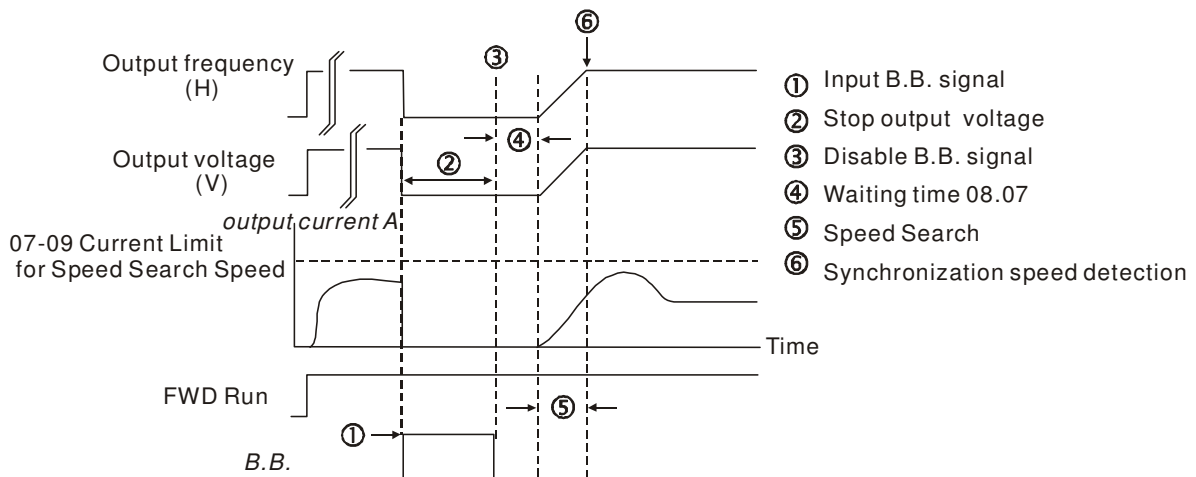 ⑥
Output frequency
(H)
③
④
① Input B.B. signal
② Stop output voltage
③ Disable B.B. signal
④ Waiting time 08.07
⑤ Speed Search
⑥ Synchronization speed detection
Output voltage
(V)
②
output current A
07-09 Current Limit
for Speed Search Speed
Time
FWD Run
⑤
①
B.B.